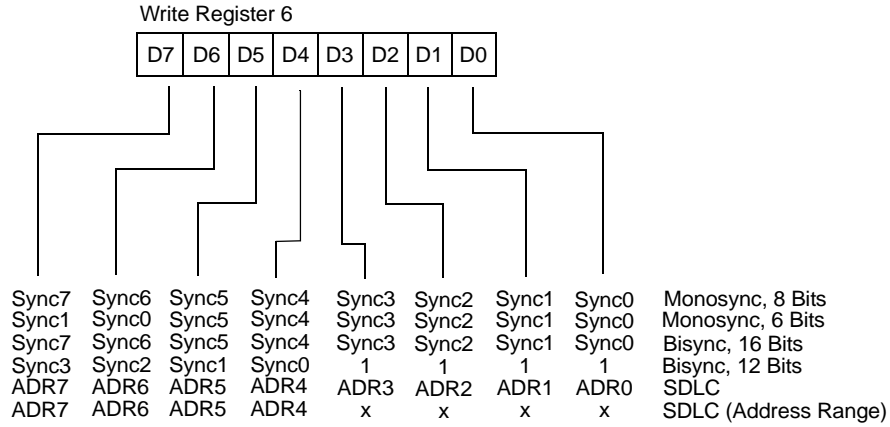 Write Register 6
D7 D6 D5 D4 D3 D2 D1 D0
Sync7 Sync6 Sync5 Sync4 Sync3 Sync2 Sync1 Sync0 Monosync, 8 Bits
Sync1 Sync0 Sync5 Sync4 Sync3 Sync2 Sync1 Sync0 Monosync, 6 Bits
Sync7 Sync6 Sync5 Sync4 Sync3 Sync2 Sync1 Sync0 Bisync, 16 Bits
Sync3 Sync2 Sync1 Sync0 1 1 1 1 Bisync, 12 Bits
ADR7 ADR6 ADR5 ADR4 ADR3 ADR2 ADR1 ADR0 SDLC
ADR7 ADR6 ADR5 ADR4 x x x x SDLC (Address Range)